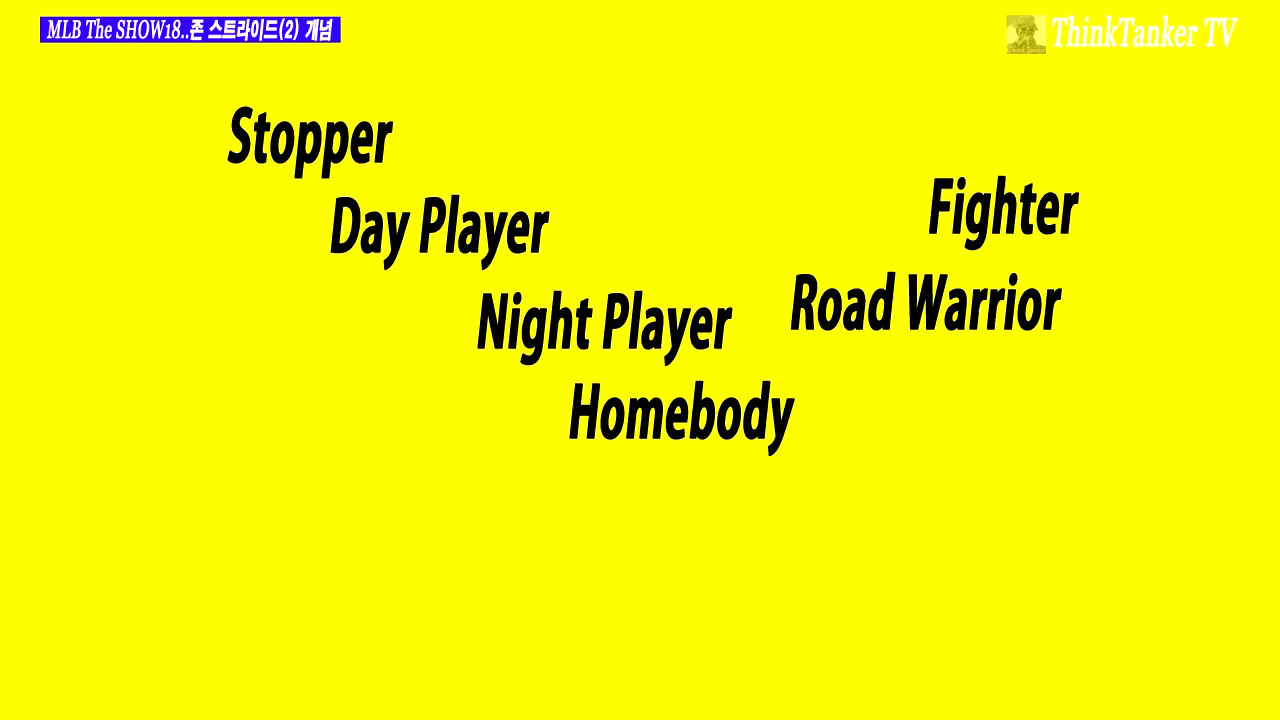 MLB The SHOW18..존 스트라이드(2) 개념
ThinkTanker TV
Stopper
Day Player
Night Player
Homebody
Fighter
Road Warrior